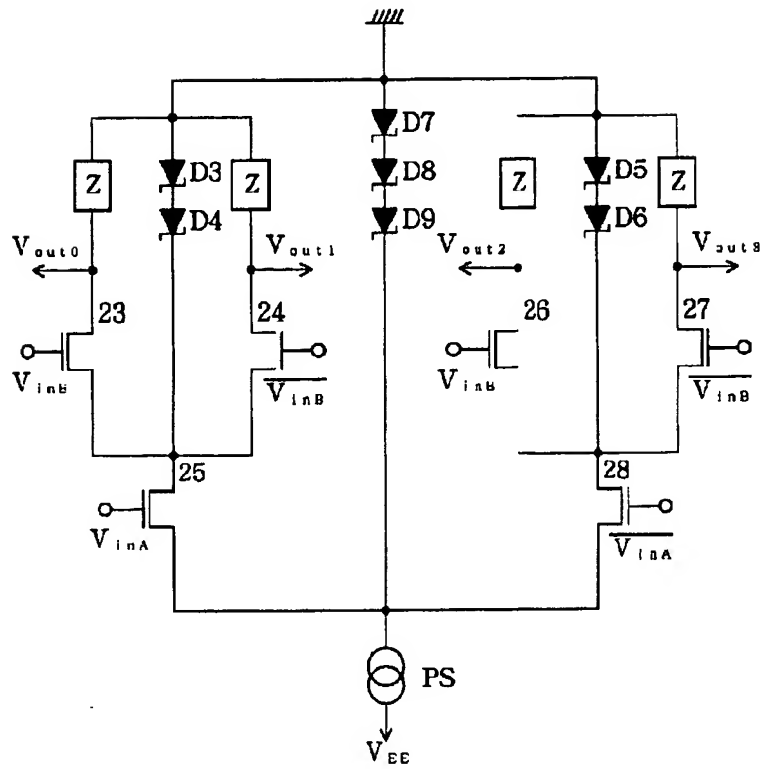 D7
Z
D3
Z
D8
Z
D5
Z
D4
D9
D6
Vout0
Vout1
Vout2
Vout3
23
24
26
27
VinB
VinB
VinB
VinB
25
28
VinA
VinA
PS
VEE